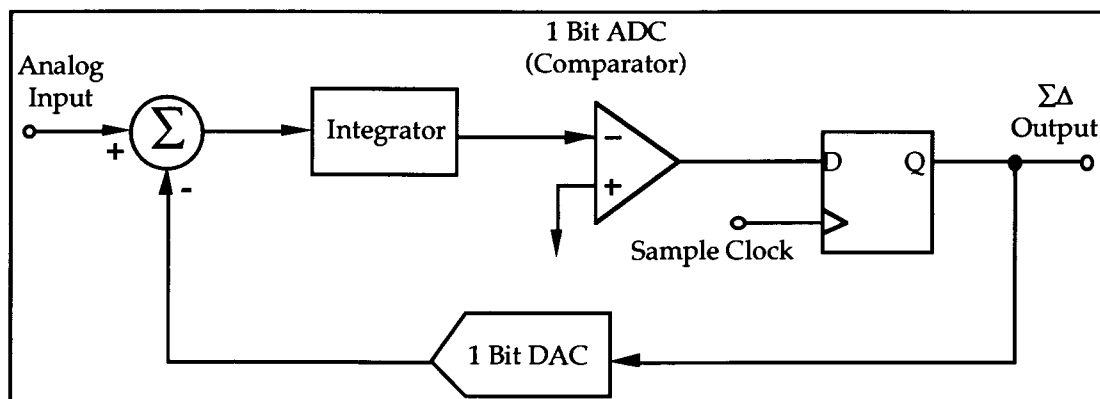 1 Bit ADC
(Comparator)
Analog
Input
+
Σ
-
Integrator
−
+
D
Q
ΣΔ
Output
Sample Clock
1 Bit DAC